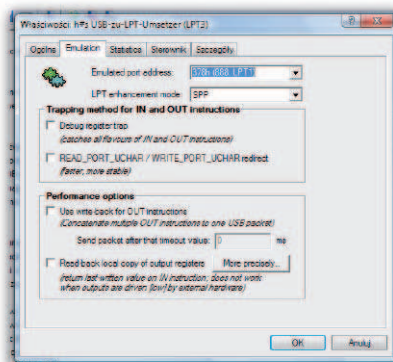 Właściwości: h#s USB-zu-LPT-Umsetzer (LPT3)
Ogólne Emulation Statistics Sterownik Szczegóły
Emulated port address: 378h (888, LPT1)
LPT enhancement mode: SPP
Trapping method for IN and OUT instructions
Debug register trap
(catches all flavours of IN and OUT instructions)
READ_PORT_UCHAR / WRITE_PORT_UCHAR redirect
(faster, more stable)
Performance options
Use write-back for OUT instructions
(Concatenate multiple OUT instructions to one USB packet)
Send packet after that timeout value: 0 ms
Read back local copy of output registers More precisely...
(return last written value on IN instruction; does not work
when outputs are driven [low] by external hardware)
OK Anuluj